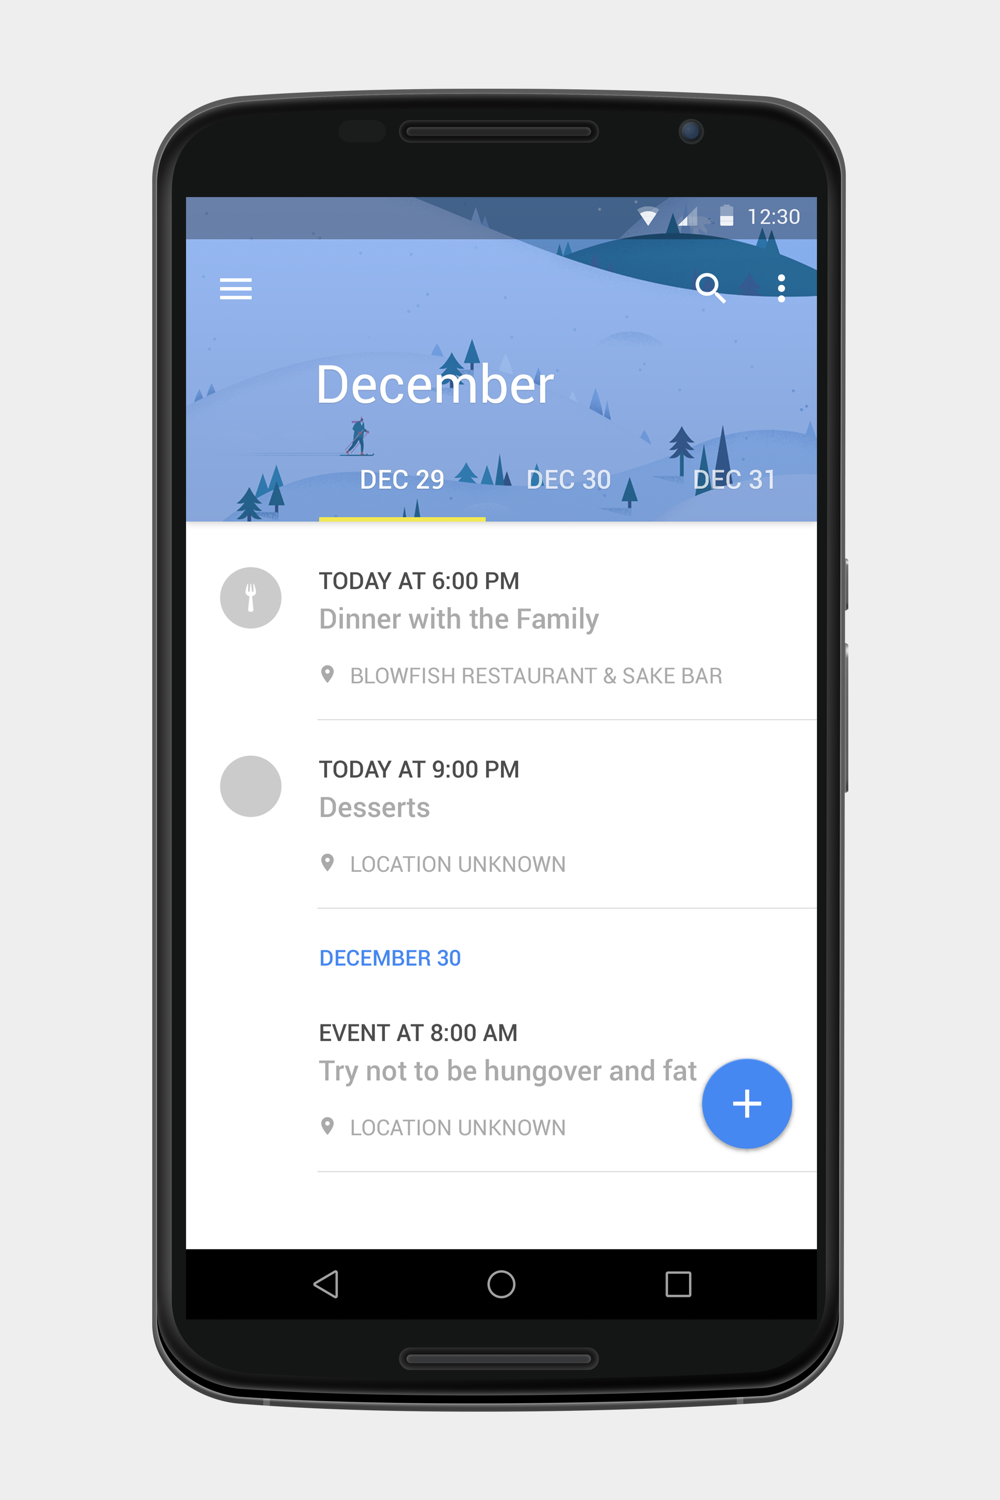 12:30
December
DEC 29 DEC 30 DEC 31
TODAY AT 6:00 PM
Dinner with the Family
BLOWFISH RESTAURANT & SAKE BAR
TODAY AT 9:00 PM
Desserts
LOCATION UNKNOWN
DECEMBER 30
EVENT AT 8:00 AM
Try not to be hungover and fat
LOCATION UNKNOWN